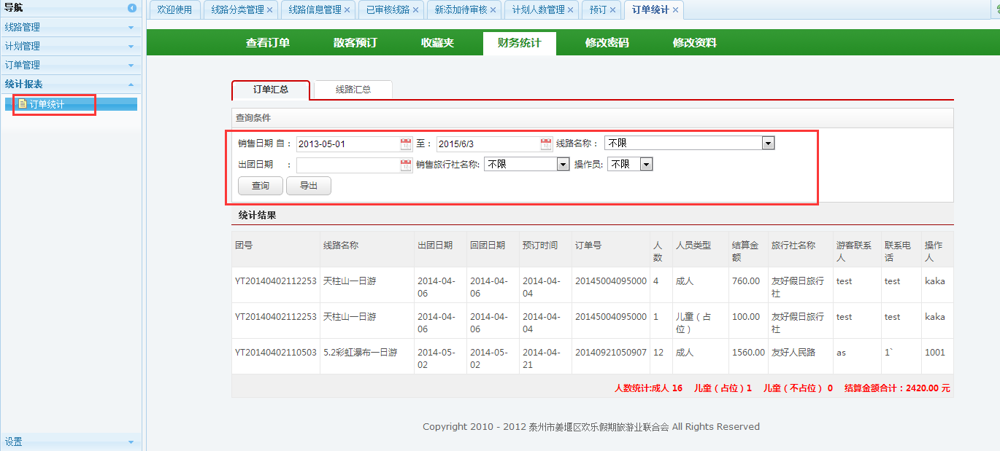 导航
线路管理
计划管理
订单管理
统计报表
订单统计
设置
欢迎使用 线路分类管理 线路信息管理 已审核线路 新添加待审核 计划人数管理 预订 订单统计
查看订单 散客预订 收藏夹 财务统计 修改密码 修改资料
订单汇总 线路汇总
查询条件
销售日期 自： 2013-05-01 至： 2015/6/3 线路名称： 不限
出团日期 ： 销售旅行社名称: 不限 操作员: 不限
查询 导出
统计结果
团号 线路名称 出团日期 回团日期 预订时间 订单号 人数 人员类型 结算金额 旅行社名称 游客联系人 联系电话 操作人
YT20140402112253 天柱山一日游 2014-04-06 2014-04-06 2014-04-04 20145004095000 4 成人 760.00 友好假日旅行社 test test kaka
YT20140402112253 天柱山一日游 2014-04-06 2014-04-06 2014-04-04 20145004095000 1 儿童（占位） 100.00 友好假日旅行社 test test kaka
YT20140402110503 5.2彩虹瀑布一日游 2014-05-02 2014-05-02 2014-04-21 20140921050907 12 成人 1560.00 友好人民路 as 1` 1001
人数统计:成人 16 儿童（占位）1 儿童（不占位） 0 结算金额合计：2420.00 元
Copyright 2010 - 2012 泰州市姜堰区欢乐假期旅游业联合会 All Rights Reserved